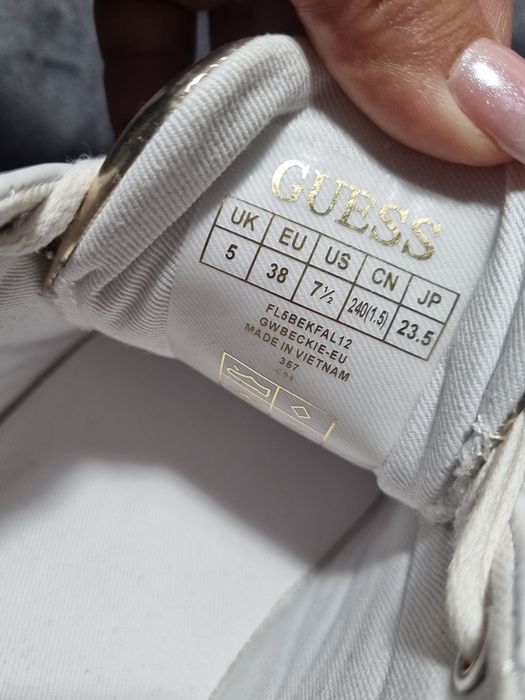 GUESS
UK EU US CN JP
5 38 7½ 240(1.5) 23.5
FL5BEKFAL12
GWBECKIE-EU
MADE IN VIETNAM
357